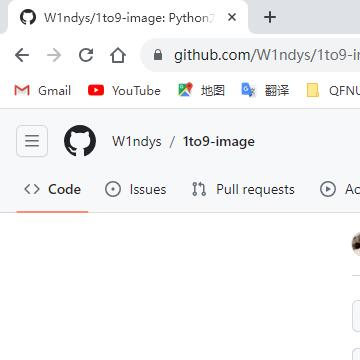 W1ndys/1to9-image: Python
github.com/W1ndys/1to9-i
Gmail YouTube 地图 翻译 QFNU
W1ndys / 1to9-image
Code Issues Pull requests Ac